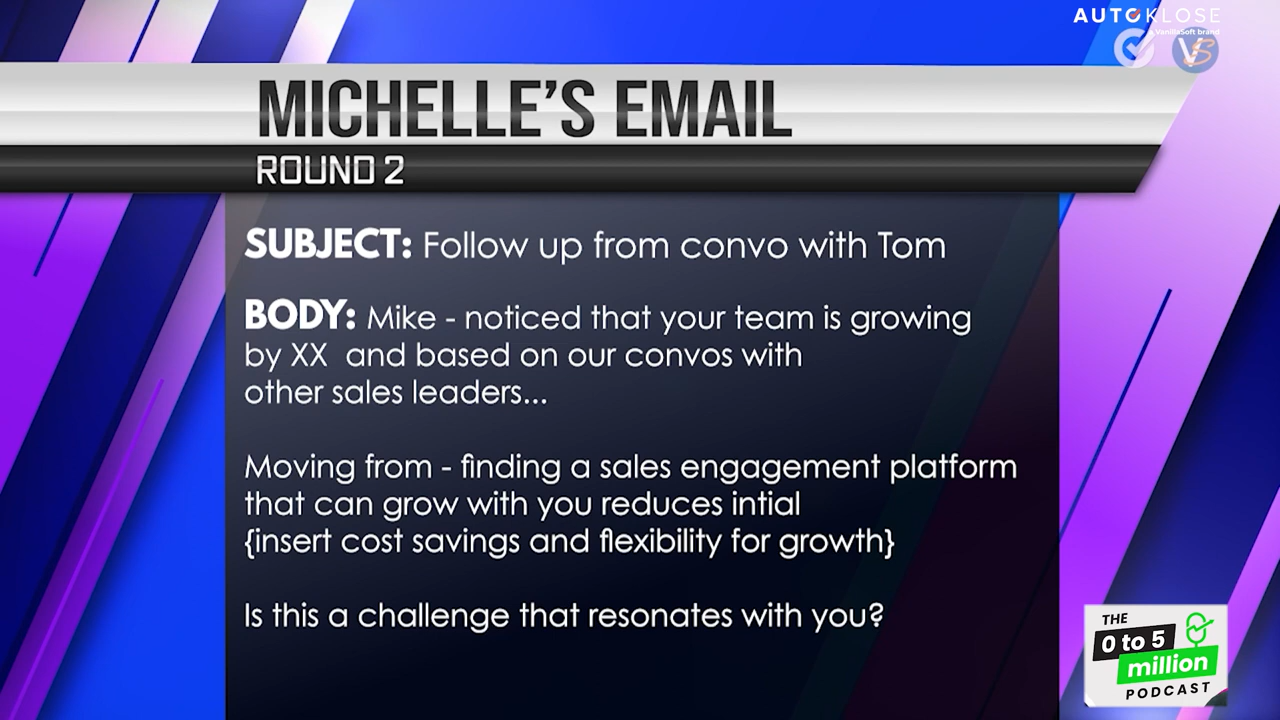 AUTOKLOSE
a VanillaSoft brand
VS
MICHELLE'S EMAIL
ROUND 2
SUBJECT: Follow up from convo with Tom
BODY: Mike - noticed that your team is growing
by XX and based on our convos with
other sales leaders...
Moving from - finding a sales engagement platform
that can grow with you reduces intial
{insert cost savings and flexibility for growth}
Is this a challenge that resonates with you?
THE
0 to 5
million
PODCAST